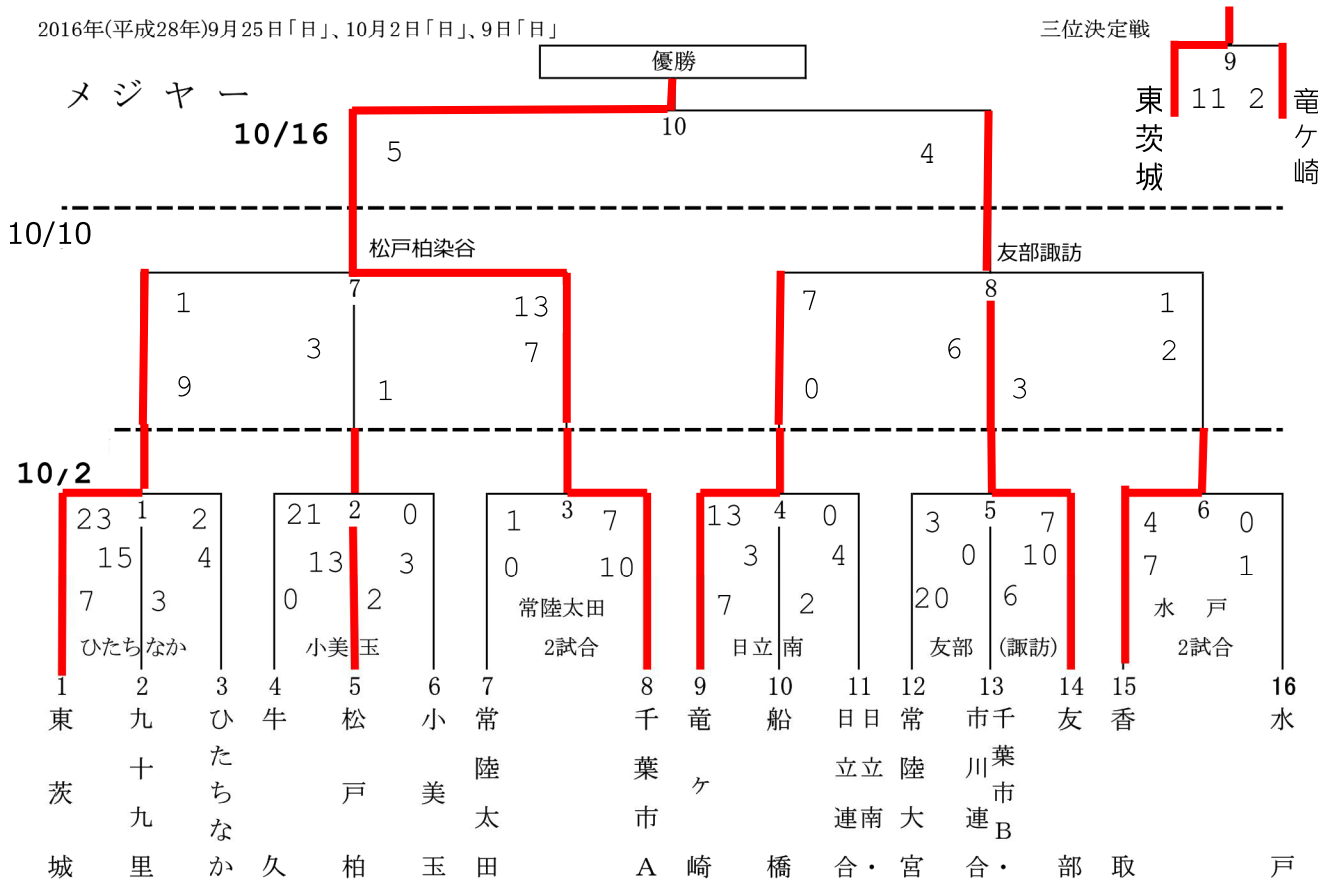 2016年(平成28年)9月25日「日」、10月2日「日」、9日「日」
三位決定戦
優勝
メジヤー
9
東茨城
11 2
竜ケ崎
10/16
10
5 4
10/10
松戸柏染谷
友部諏訪
7 8
1 13 7 1
3 7 6 2
9 1 0 3
10/2
1 2 3 4 5 6
23 2 21 0 1 7 13 0 3 7 4 0
15 4 13 3 0 10 3 4 0 10 7 1
7 3 0 2 常陸太田 7 2 20 6 水戸
ひたちなか 小美玉 2試合 日立南 友部 (諏訪) 2試合
1 2 3 4 5 6 7 8 9 10 11 12 13 14 15 16
東茨城
九十九里
ひたちなか
牛久
松戸柏
小美玉
常陸太田
千葉市A
竜ヶ崎
船橋
日立南・
日立連合
常陸大宮
千葉市B・
市川連合
友部
香取
水戸